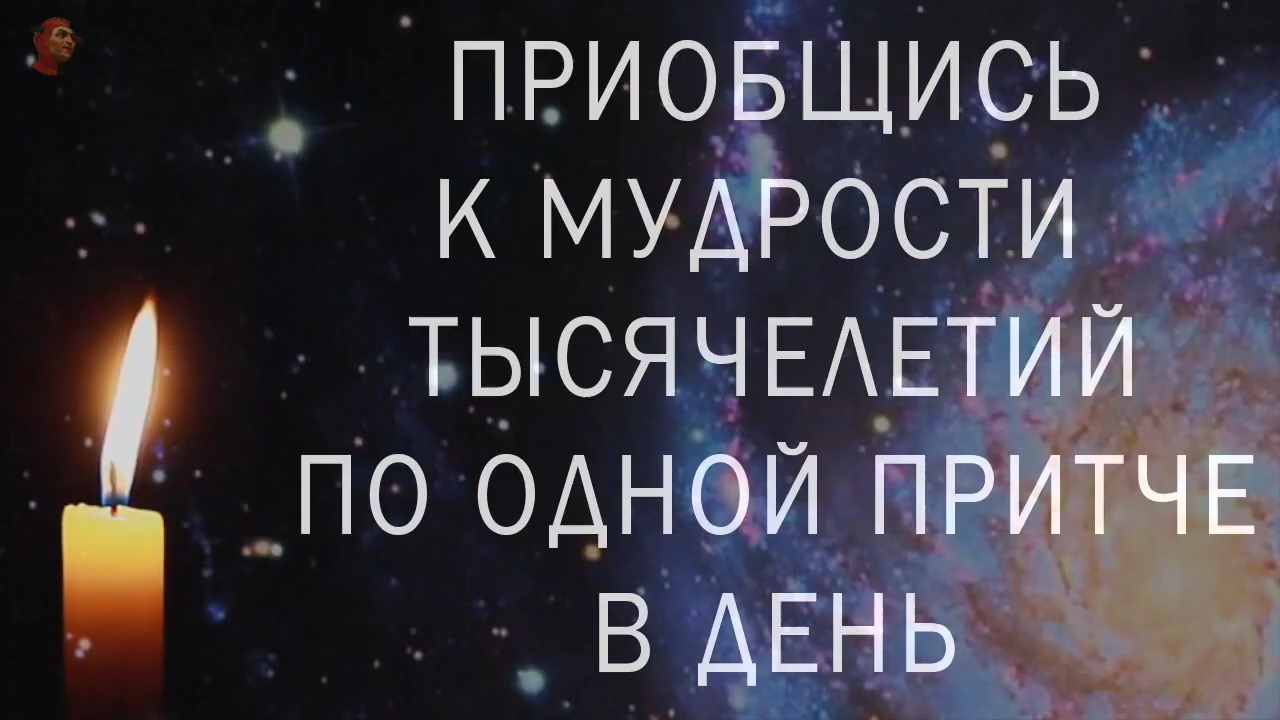 ПРИОБЩИСЬ
К МУДРОСТИ
ТЫСЯЧЕЛЕТИЙ
ПО ОДНОЙ ПРИТЧЕ
В ДЕНЬ